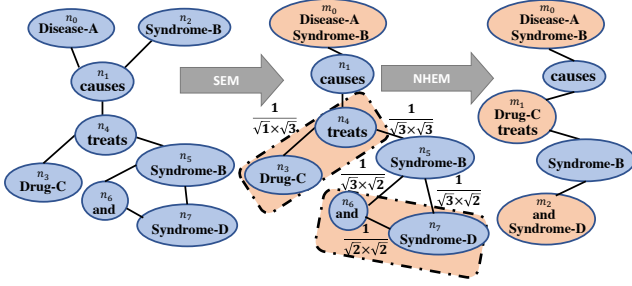 n₀
Disease-A
n₂
Syndrome-B
n₁
causes
n₄
treats
n₃
Drug-C
n₅
Syndrome-B
n₆
and
n₇
Syndrome-D
SEM
m₀
Disease-A
Syndrome-B
n₁
causes
1
√1×√3
n₄
treats
1
√3×√3
n₃
Drug-C
1
√3×√2
n₅
Syndrome-B
1
√3×√2
n₆
and
1
√2×√2
n₇
Syndrome-D
NHEM
m₀
Disease-A
Syndrome-B
causes
m₁
Drug-C
treats
Syndrome-B
m₂
and
Syndrome-D